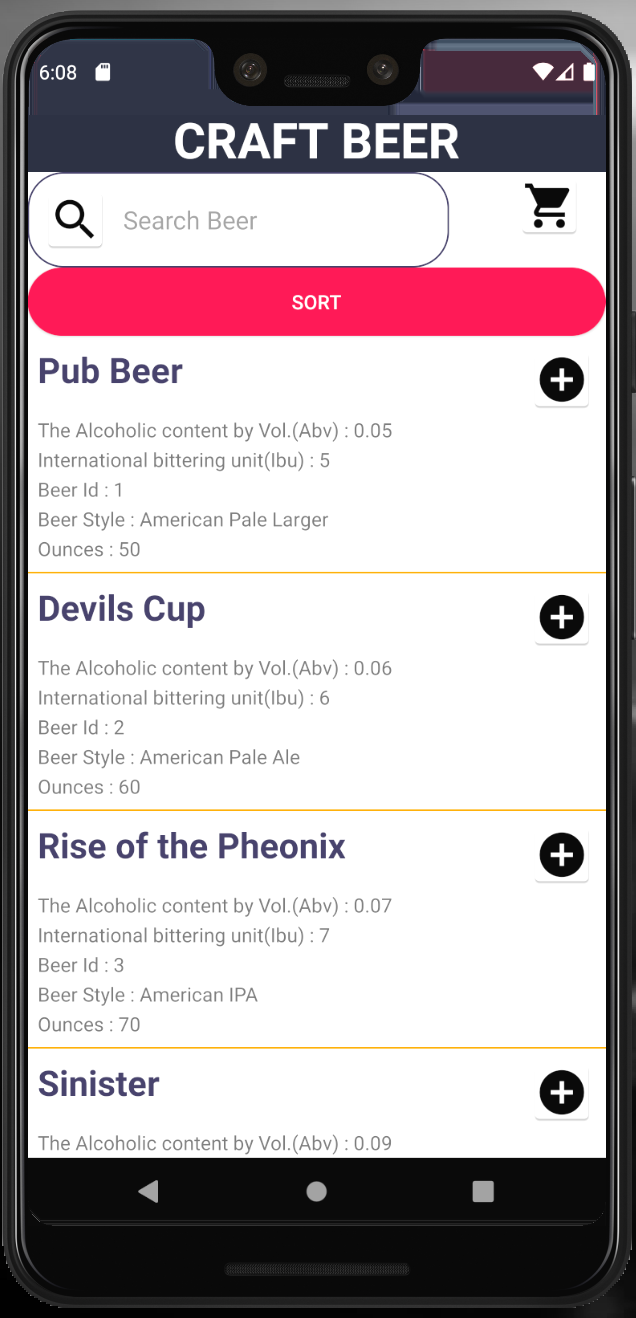 6:08
CRAFT BEER
Search Beer
SORT
Pub Beer
The Alcoholic content by Vol.(Abv) : 0.05
International bittering unit(Ibu) : 5
Beer Id : 1
Beer Style : American Pale Larger
Ounces : 50
Devils Cup
The Alcoholic content by Vol.(Abv) : 0.06
International bittering unit(Ibu) : 6
Beer Id : 2
Beer Style : American Pale Ale
Ounces : 60
Rise of the Pheonix
The Alcoholic content by Vol.(Abv) : 0.07
International bittering unit(Ibu) : 7
Beer Id : 3
Beer Style : American IPA
Ounces : 70
Sinister
The Alcoholic content by Vol.(Abv) : 0.09